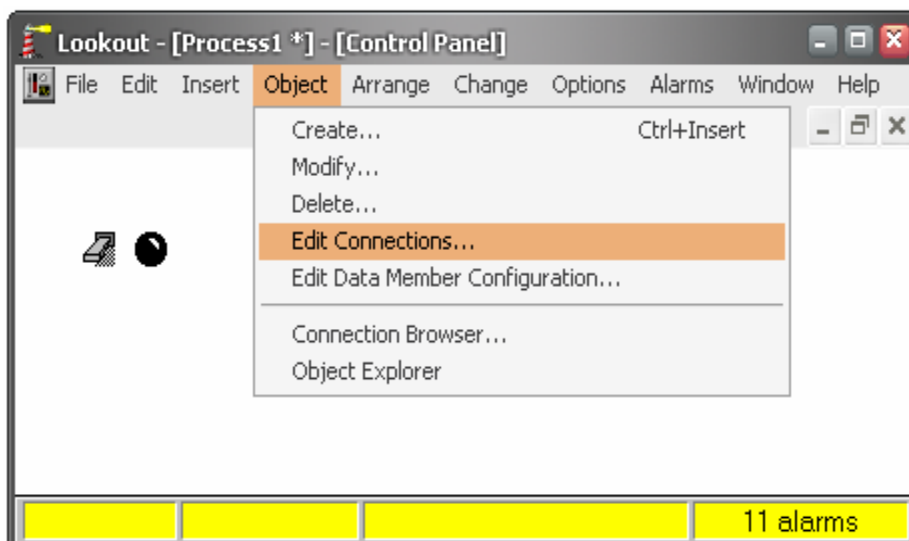 Lookout - [Process1 *] - [Control Panel]
File Edit Insert Object Arrange Change Options Alarms Window Help
Create... Ctrl+Insert
Modify...
Delete...
Edit Connections...
Edit Data Member Configuration...
Connection Browser...
Object Explorer
11 alarms